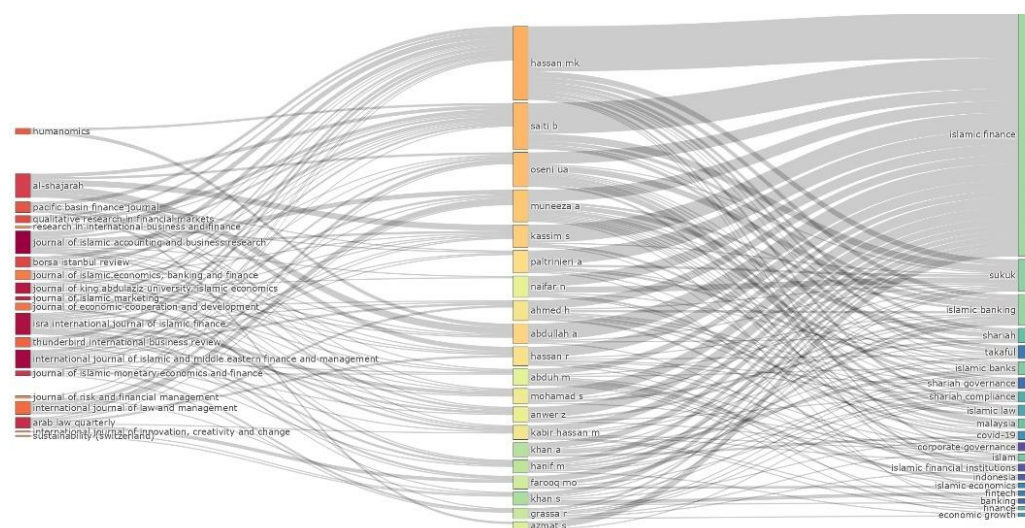 humanomics
al-shajarah
pacific basin finance journal
qualitative research in financial markets
research in international business and finance
journal of islamic accounting and business research
borsa istanbul review
journal of islamic economics, banking and finance
journal of king abdulaziz university, islamic economics
journal of islamic marketing
journal of economic cooperation and development
isra international journal of islamic finance
thunderbird international business review
international journal of islamic and middle eastern finance and management
journal of islamic monetary economics and finance
journal of risk and financial management
international journal of law and management
arab law quarterly
international journal of innovation, creativity and change
sustainability (switzerland)
hassan mk
saiti b
oseni ua
muneeza a
kassim s
paltrinieri a
naifar n
ahmed h
abdullah a
hassan r
abduh m
mohamad s
anwer z
kabir hassan m
khan a
hanif m
farooq mo
khan s
grassa r
azmat s
islamic finance
sukuk
islamic banking
shariah
takaful
islamic banks
shariah governance
shariah compliance
islamic law
malaysia
covid-19
corporate governance
islam
islamic financial institutions
indonesia
islamic economics
fintech
banking
finance
economic growth